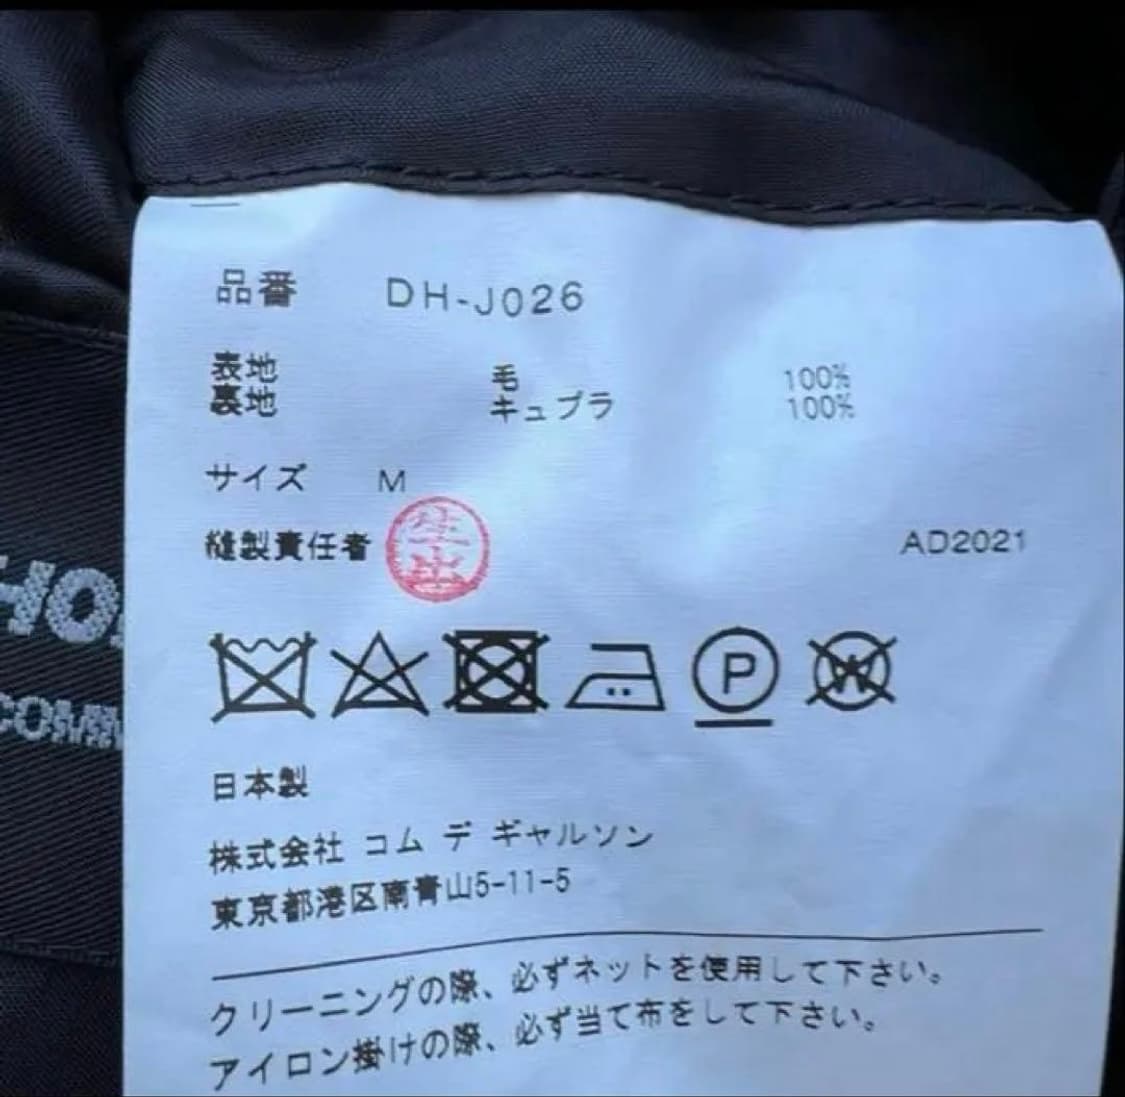 品番 DH-J026
表地 毛 100%
裏地 キュプラ 100%
サイズ M
縫製責任者 生出 AD2021
P W
日本製
株式会社 コム デ ギャルソン
東京都港区南青山5-11-5
クリーニングの際、必ずネットを使用して下さい。
アイロン掛けの際、必ず当て布をして下さい。
HO
COMM